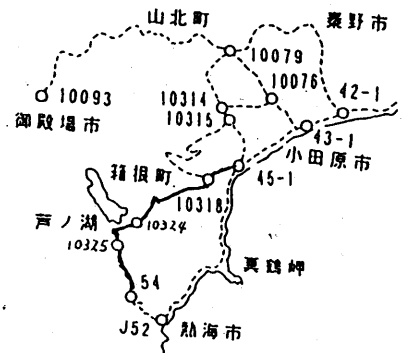 山北町
秦野市
10079
10093
10076
42-1
10314
御殿場市
10315
43-1
小田原市
箱根町
45-1
10318
芦ノ湖
10324
10325
真鶴岬
54
J52
熱海市